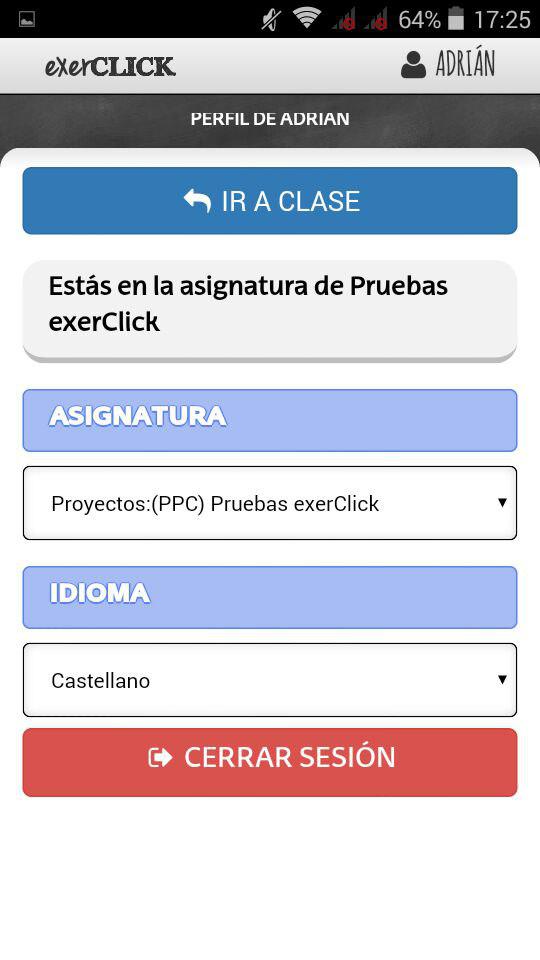 64% 17:25
exerCLICK ADRIÁN
PERFIL DE ADRIAN
IR A CLASE
Estás en la asignatura de Pruebas
exerClick
ASIGNATURA
Proyectos:(PPC) Pruebas exerClick
IDIOMA
Castellano
CERRAR SESIÓN